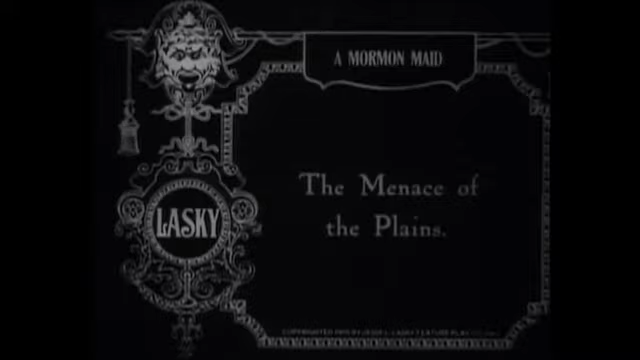 A MORMON MAID
The Menace of
the Plains.
LASKY